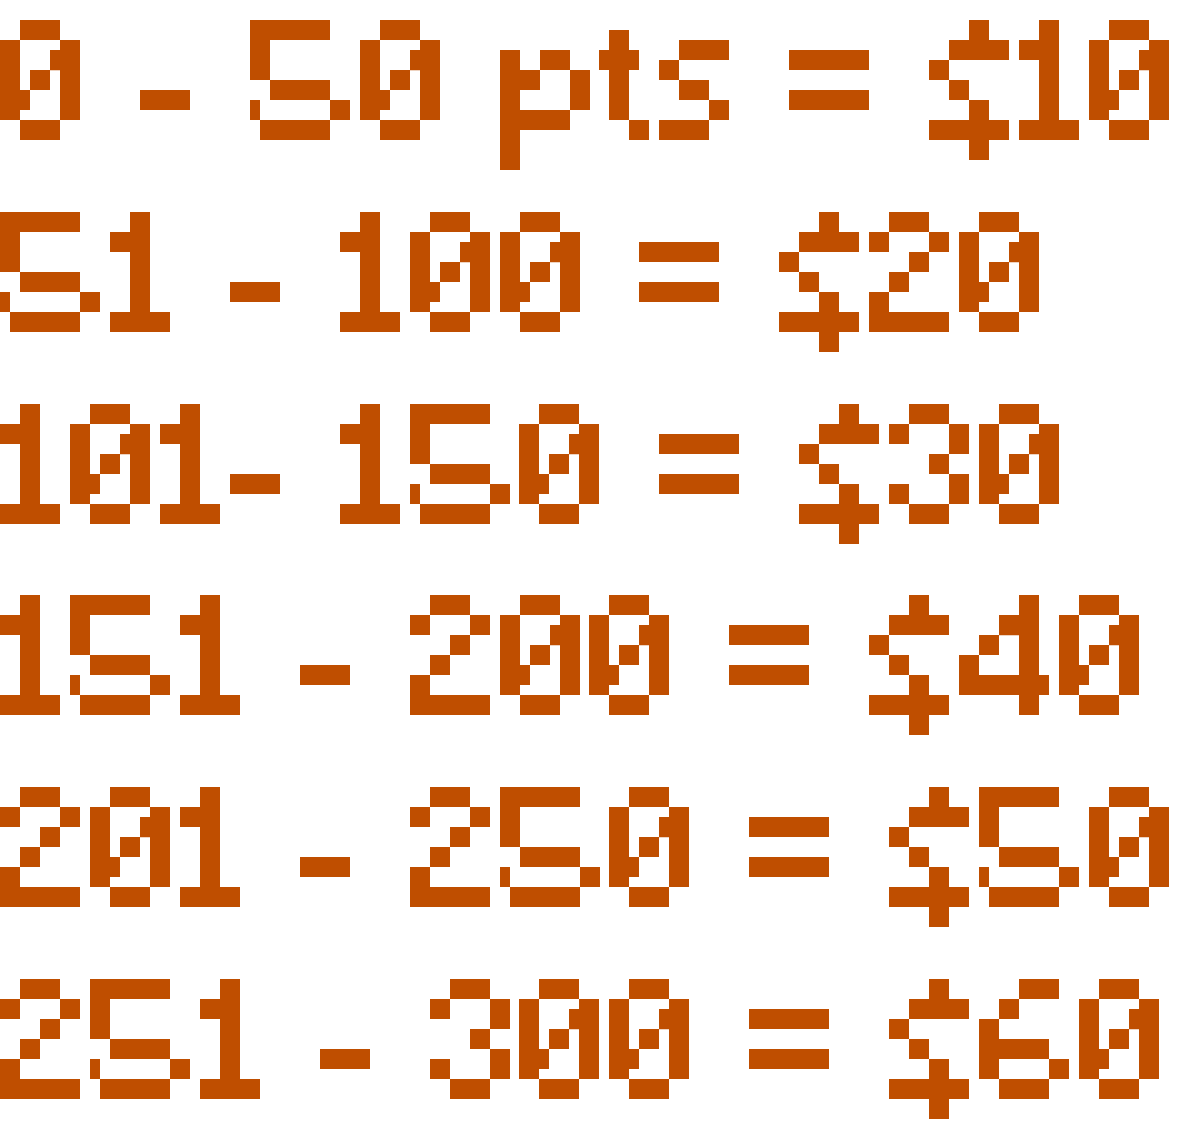 0 - 50 pts = $10
51 - 100 = $20
101- 150 = $30
151 - 200 = $40
201 - 250 = $50
251 - 300 = $60